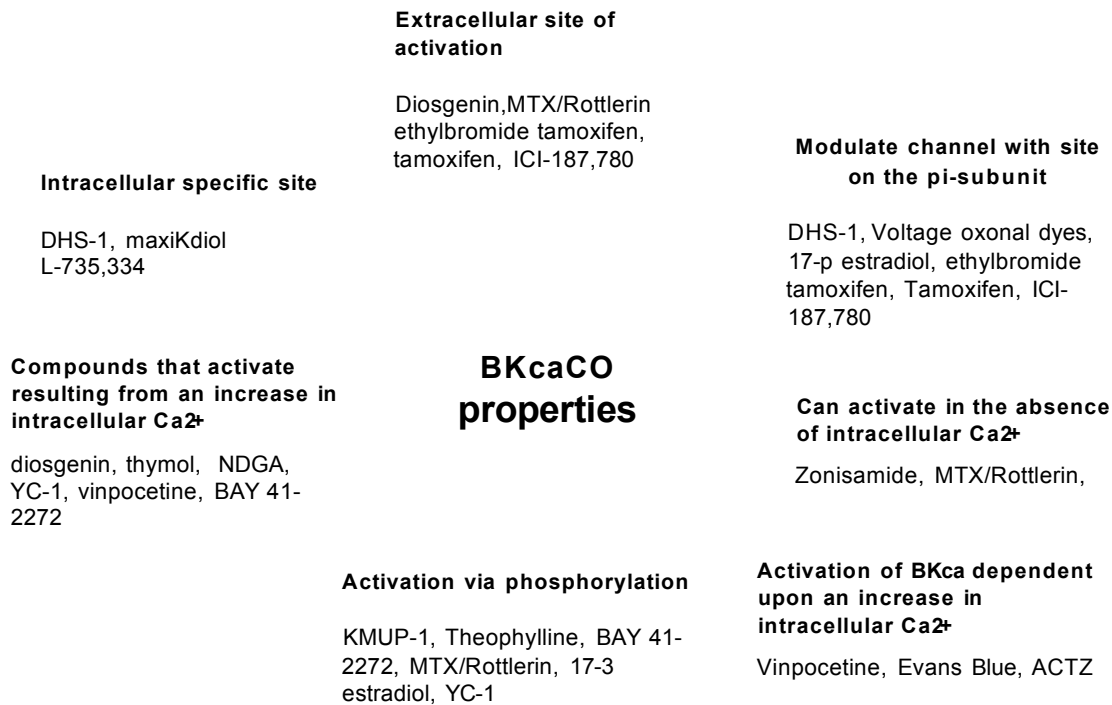 Extracellular site of
activation
Diosgenin,MTX/Rottlerin
ethylbromide tamoxifen,
tamoxifen, ICI-187,780
Modulate channel with site
on the pi-subunit
DHS-1, Voltage oxonal dyes,
17-p estradiol, ethylbromide
tamoxifen, Tamoxifen, ICI-
187,780
Intracellular specific site
DHS-1, maxiKdiol
L-735,334
Compounds that activate
resulting from an increase in
intracellular Ca2+
diosgenin, thymol, NDGA,
YC-1, vinpocetine, BAY 41-
2272
BKcaCO
properties
Can activate in the absence
of intracellular Ca2+
Zonisamide, MTX/Rottlerin,
Activation via phosphorylation
KMUP-1, Theophylline, BAY 41-
2272, MTX/Rottlerin, 17-3
estradiol, YC-1
Activation of BKca dependent
upon an increase in
intracellular Ca2+
Vinpocetine, Evans Blue, ACTZ